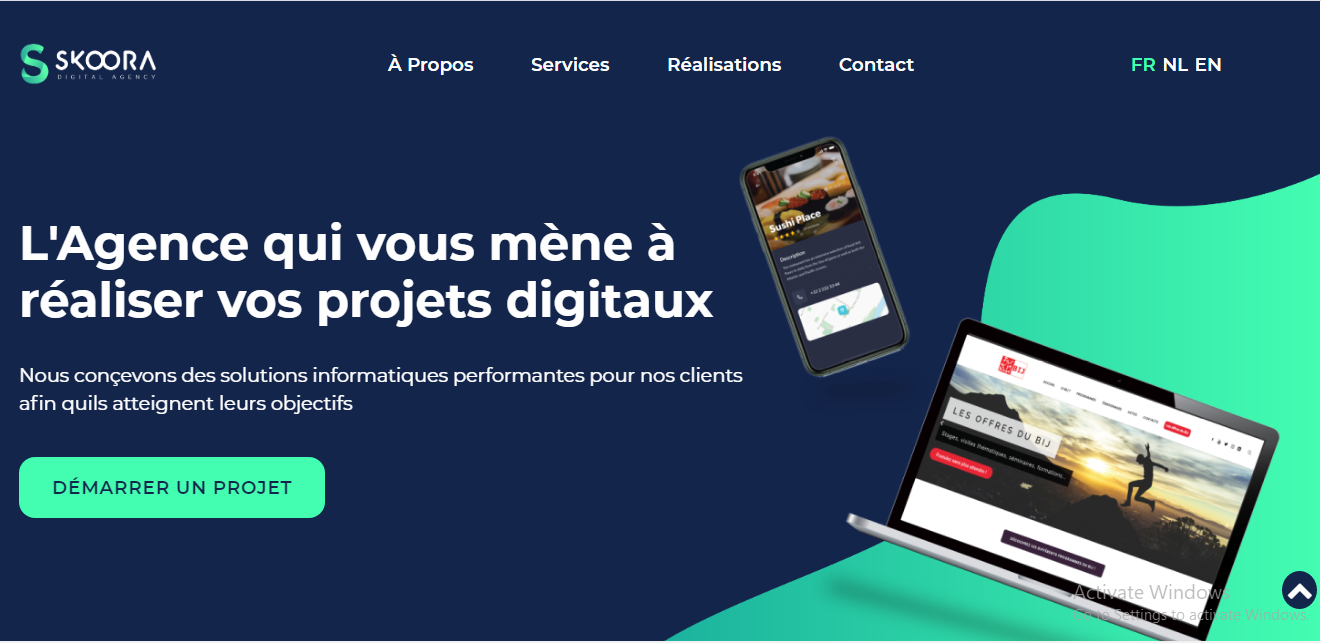 SKOORA
DIGITAL AGENCY
À Propos
Services
Réalisations
Contact
FR NL EN
L'Agence qui vous mène à
réaliser vos projets digitaux
Nous conçevons des solutions informatiques performantes pour nos clients
afin quils atteignent leurs objectifs
DÉMARRER UN PROJET
Sushi Place
Description
BIJ
LES OFFRES DU BIJ
Stages, visites thématiques, séminaires, formations...
Activate Windows
Go to Settings to activate Windows.